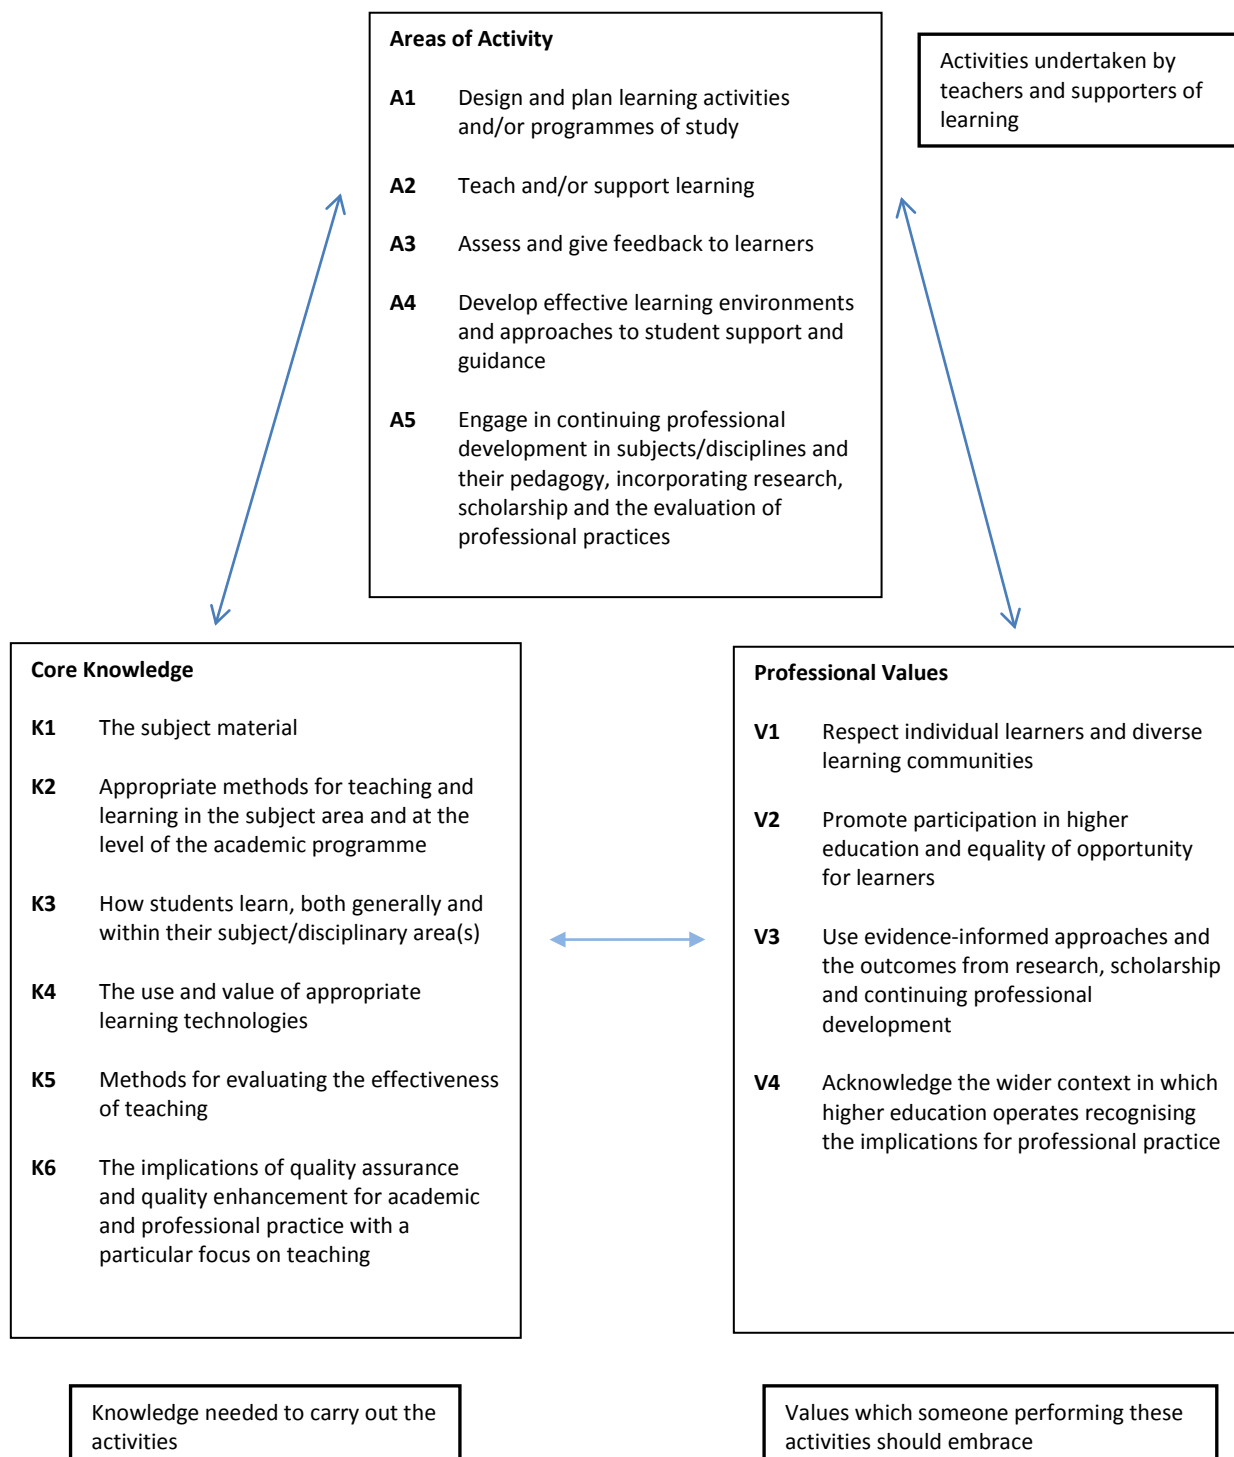 Areas of Activity
A1 Design and plan learning activities
and/or programmes of study
A2 Teach and/or support learning
A3 Assess and give feedback to learners
A4 Develop effective learning environments
and approaches to student support and
guidance
A5 Engage in continuing professional
development in subjects/disciplines and
their pedagogy, incorporating research,
scholarship and the evaluation of
professional practices
Activities undertaken by
teachers and supporters of
learning
Core Knowledge
K1 The subject material
K2 Appropriate methods for teaching and
learning in the subject area and at the
level of the academic programme
K3 How students learn, both generally and
within their subject/disciplinary area(s)
K4 The use and value of appropriate
learning technologies
K5 Methods for evaluating the effectiveness
of teaching
K6 The implications of quality assurance
and quality enhancement for academic
and professional practice with a
particular focus on teaching
Professional Values
V1 Respect individual learners and diverse
learning communities
V2 Promote participation in higher
education and equality of opportunity
for learners
V3 Use evidence-informed approaches and
the outcomes from research, scholarship
and continuing professional
development
V4 Acknowledge the wider context in which
higher education operates recognising
the implications for professional practice
Knowledge needed to carry out the
activities
Values which someone performing these
activities should embrace